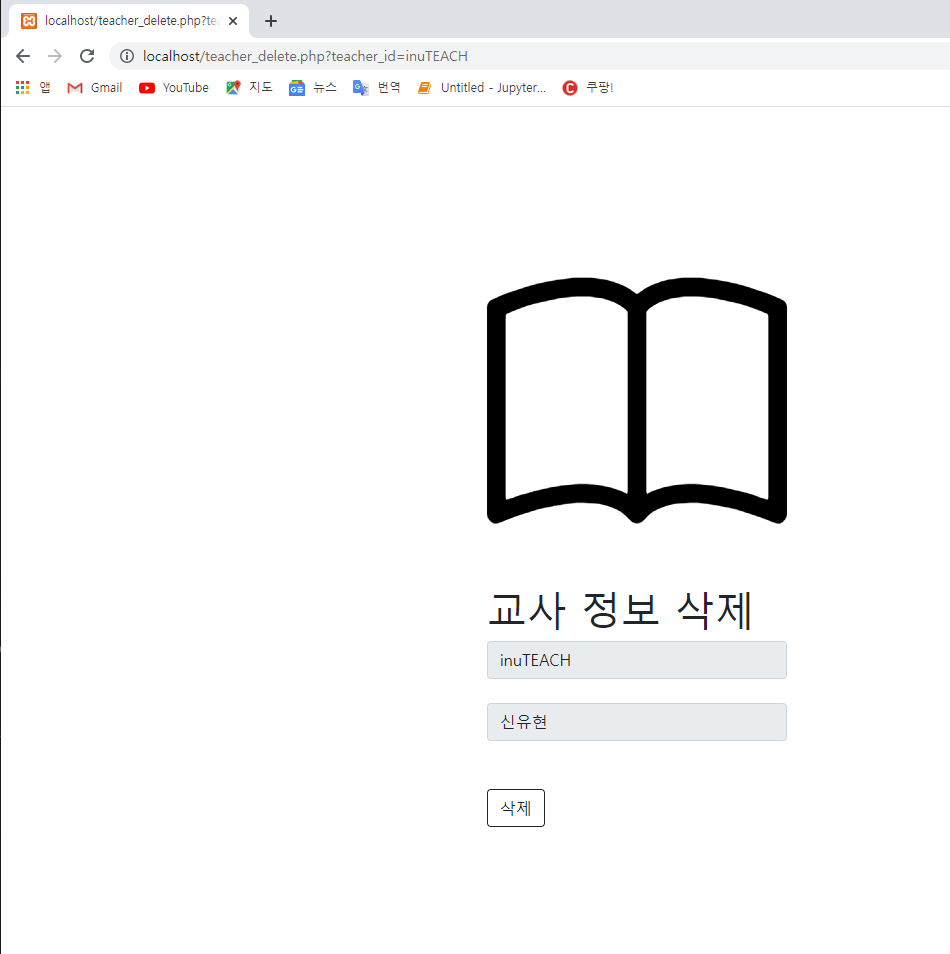 localhost/teacher_delete.php?te
localhost/teacher_delete.php?teacher_id=inuTEACH
앱 Gmail YouTube 지도 뉴스 번역 Untitled - Jupyter... 쿠팡!
교사 정보 삭제
inuTEACH
신유현
삭제